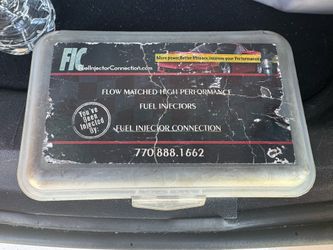 FIC
FuelInjectorConnection.com
More power, Better Mileage, Increase your Performance
FLOW MATCHED HIGH PERFORMANCE
FUEL INJECTORS
You've
Been
Injected
By:
FUEL INJECTOR CONNECTION
770.888.1662